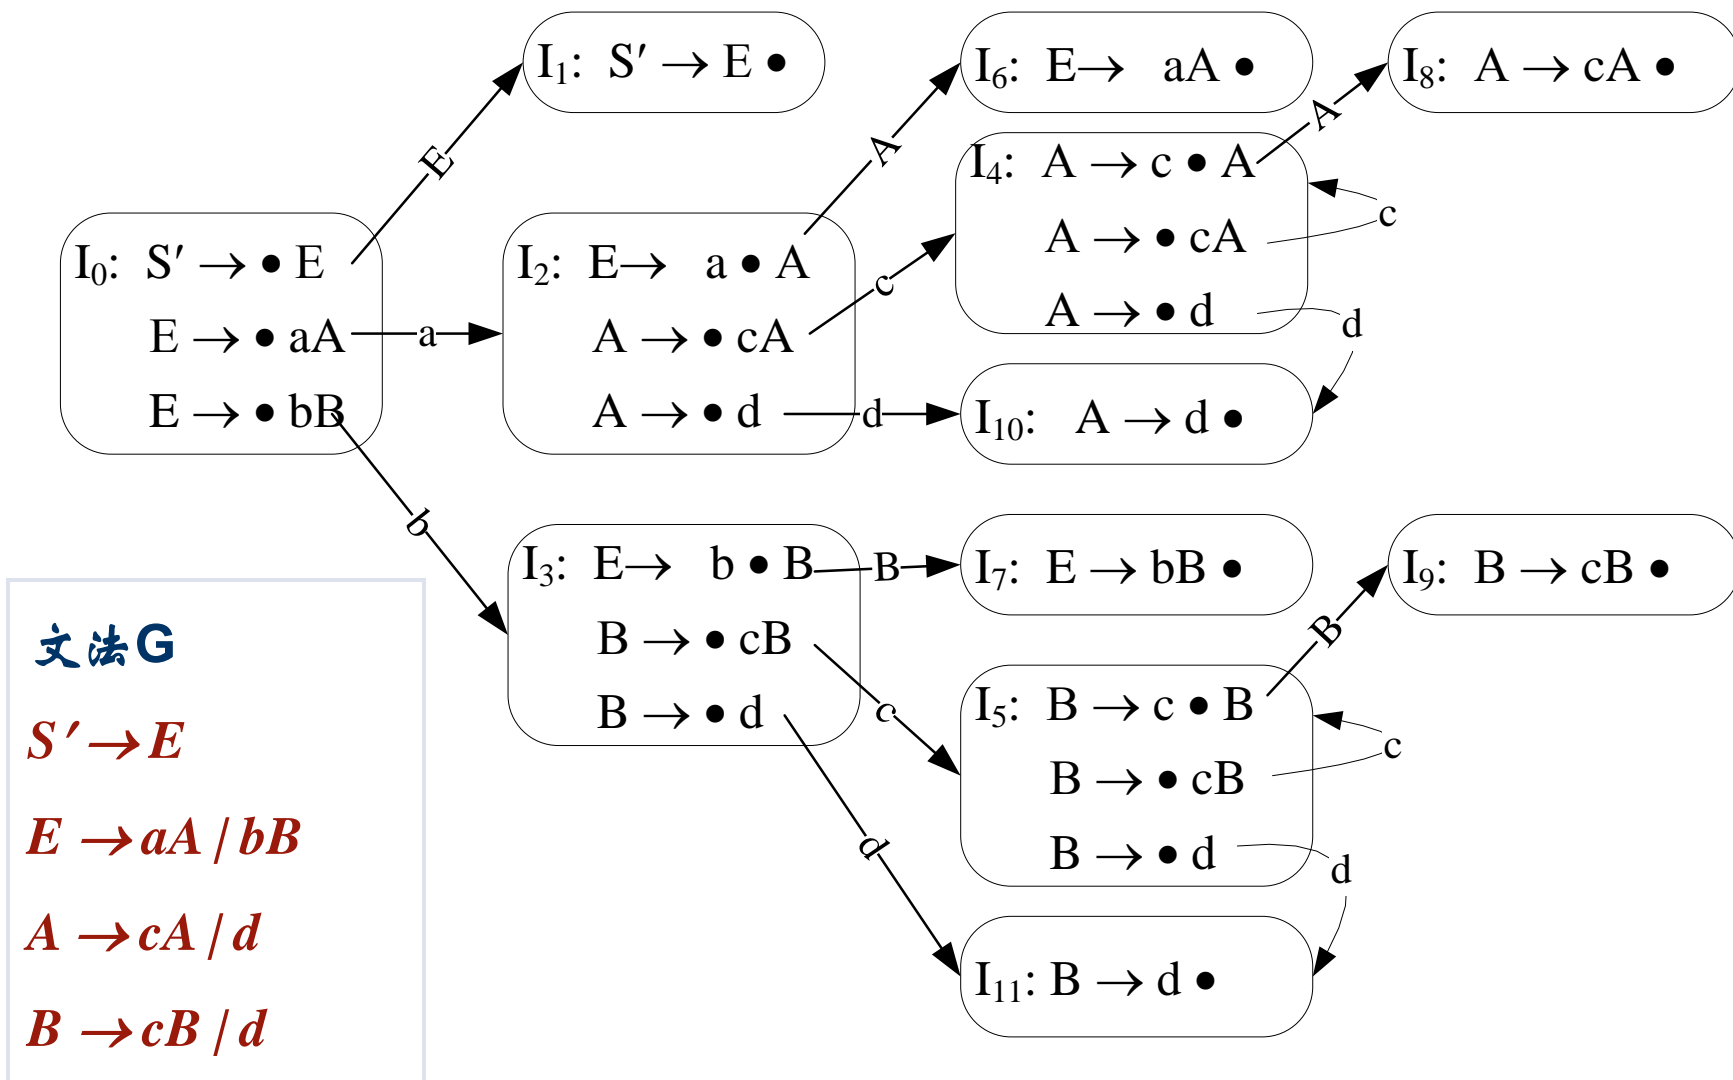 I₀: S′ → • E
E → • aA
E → • bB
E
a
b
I₁: S′ → E •
I₂: E→ a • A
A → • cA
A → • d
A
c
d
I₃: E→ b • B
B → • cB
B → • d
B
c
d
I₆: E→ aA •
I₄: A → c • A
A → • cA
A → • d
A
c
d
I₁₀: A → d •
I₈: A → cA •
I₇: E → bB •
I₅: B → c • B
B → • cB
B → • d
B
c
d
I₁₁: B → d •
I₉: B → cB •
文法G
S′→E
E→aA/bB
A→cA/d
B→cB/d